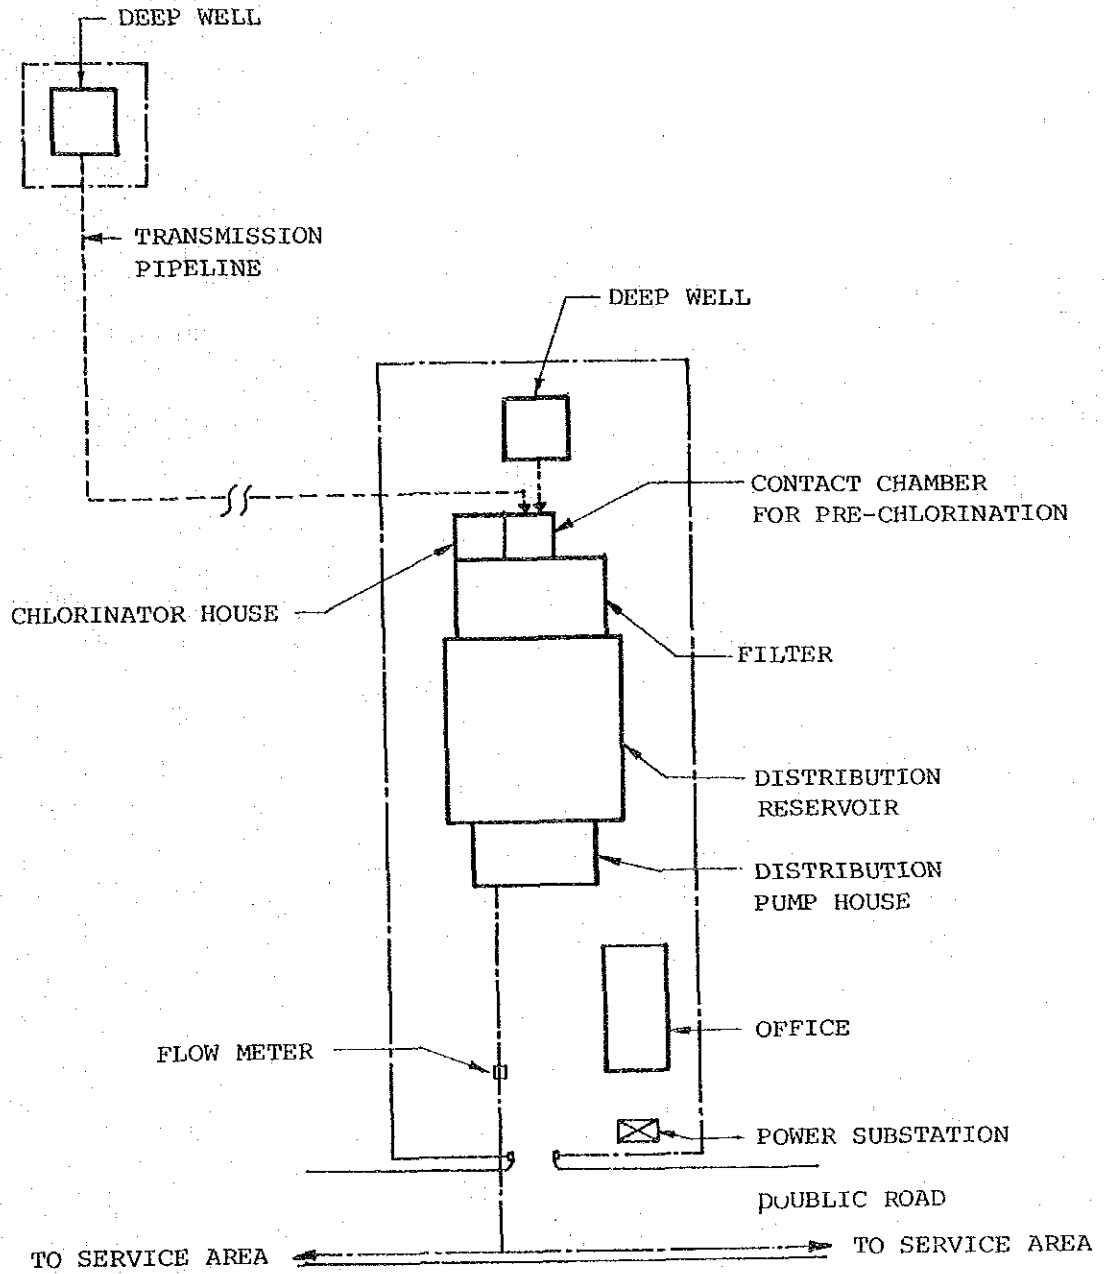 DEEP WELL
TRANSMISSION
PIPELINE
DEEP WELL
CONTACT CHAMBER
FOR PRE-CHLORINATION
CHLORINATOR HOUSE
FILTER
DISTRIBUTION
RESERVOIR
DISTRIBUTION
PUMP HOUSE
OFFICE
FLOW METER
POWER SUBSTATION
pUUBLIC ROAD
TO SERVICE AREA
TO SERVICE AREA